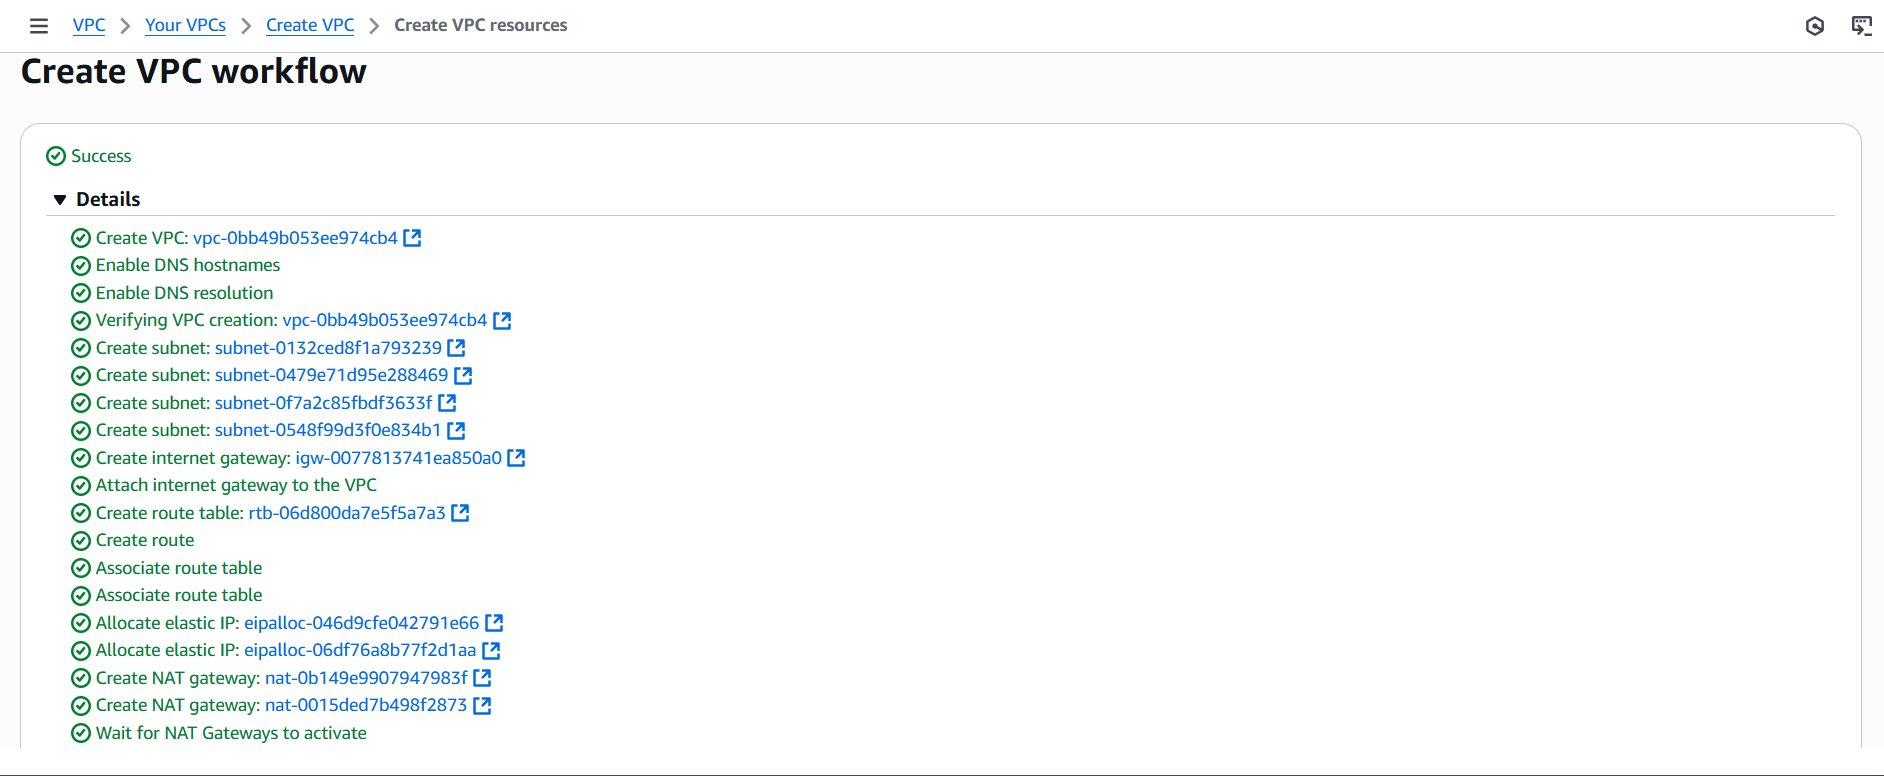 VPC > Your VPCs > Create VPC > Create VPC resources
Create VPC workflow
Success
Details
Create VPC: vpc-0bb49b053ee974cb4
Enable DNS hostnames
Enable DNS resolution
Verifying VPC creation: vpc-0bb49b053ee974cb4
Create subnet: subnet-0132ced8f1a793239
Create subnet: subnet-0479e71d95e288469
Create subnet: subnet-0f7a2c85fbdf3633f
Create subnet: subnet-0548f99d3f0e834b1
Create internet gateway: igw-0077813741ea850a0
Attach internet gateway to the VPC
Create route table: rtb-06d800da7e5f5a7a3
Create route
Associate route table
Associate route table
Allocate elastic IP: eipalloc-046d9cfe042791e66
Allocate elastic IP: eipalloc-06df76a8b77f2d1aa
Create NAT gateway: nat-0b149e9907947983f
Create NAT gateway: nat-0015ded7b498f2873
Wait for NAT Gateways to activate